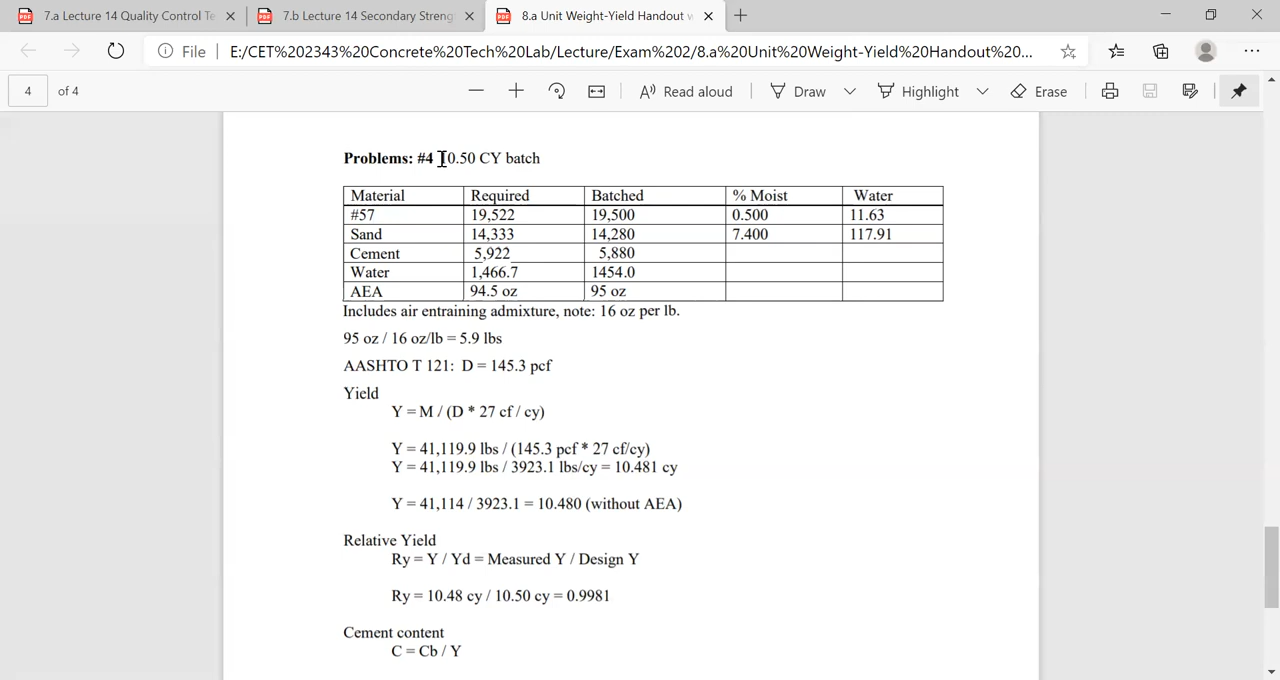 7.a Lecture 14 Quality Control Te
7.b Lecture 14 Secondary Streng
8.a Unit Weight-Yield Handout w
File
E:/CET%202343%20Concrete%20Tech%20Lab/Lecture/Exam%202/8.a%20Unit%20Weight-Yield%20Handout%20...
4 of 4
Read aloud
Draw
Highlight
Erase
Problems: #4 10.50 CY batch
Material Required Batched % Moist Water
#57 19,522 19,500 0.500 11.63
Sand 14,333 14,280 7.400 117.91
Cement 5,922 5,880
Water 1,466.7 1454.0
AEA 94.5 oz 95 oz
Includes air entraining admixture, note: 16 oz per lb.
95 oz / 16 oz/lb = 5.9 lbs
AASHTO T 121: D = 145.3 pcf
Yield
Y = M / (D * 27 cf / cy)
Y = 41,119.9 lbs / (145.3 pcf * 27 cf/cy)
Y = 41,119.9 lbs / 3923.1 lbs/cy = 10.481 cy
Y = 41,114 / 3923.1 = 10.480 (without AEA)
Relative Yield
Ry = Y / Yd = Measured Y / Design Y
Ry = 10.48 cy / 10.50 cy = 0.9981
Cement content
C = Cb / Y